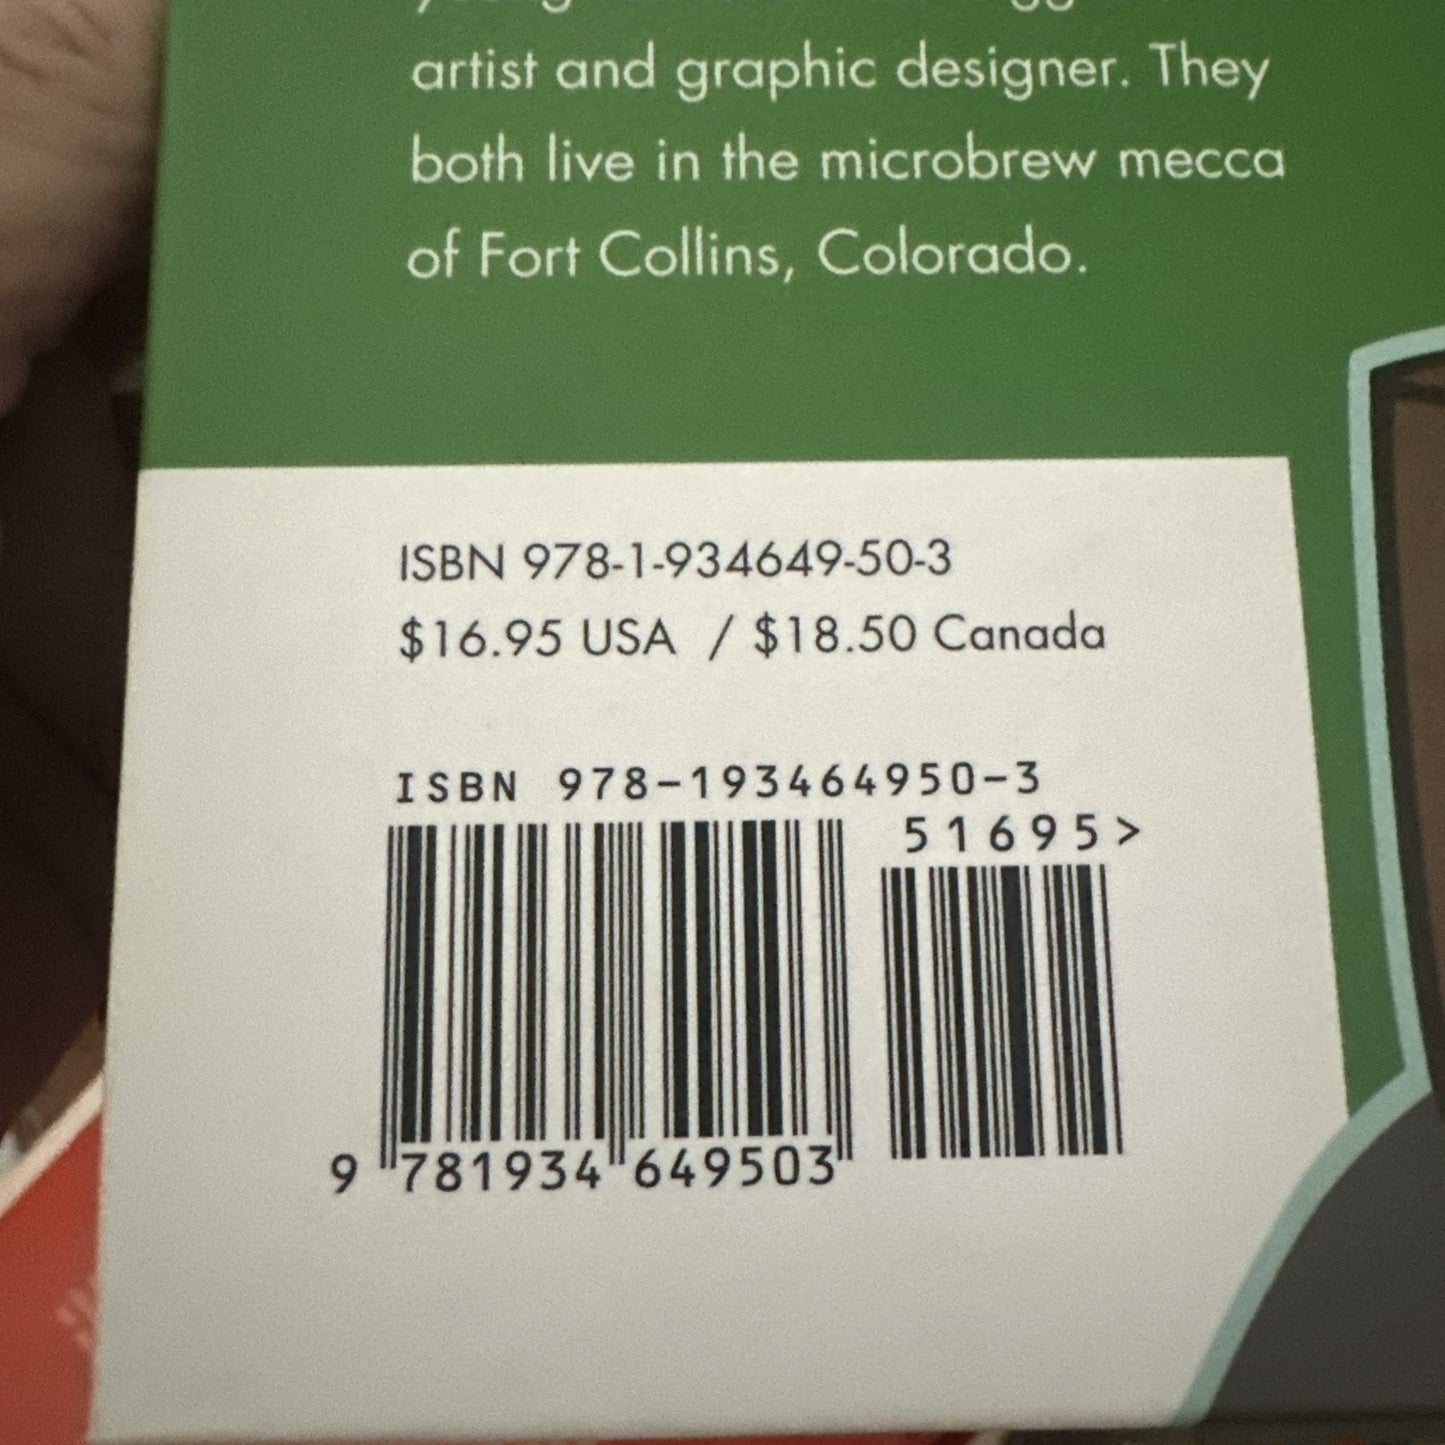 artist and graphic designer. They
both live in the microbrew mecca
of Fort Collins, Colorado.
ISBN 978-1-934649-50-3
$16.95 USA / $18.50 Canada
ISBN 978-193464950-3
51695>
9 781934 649503